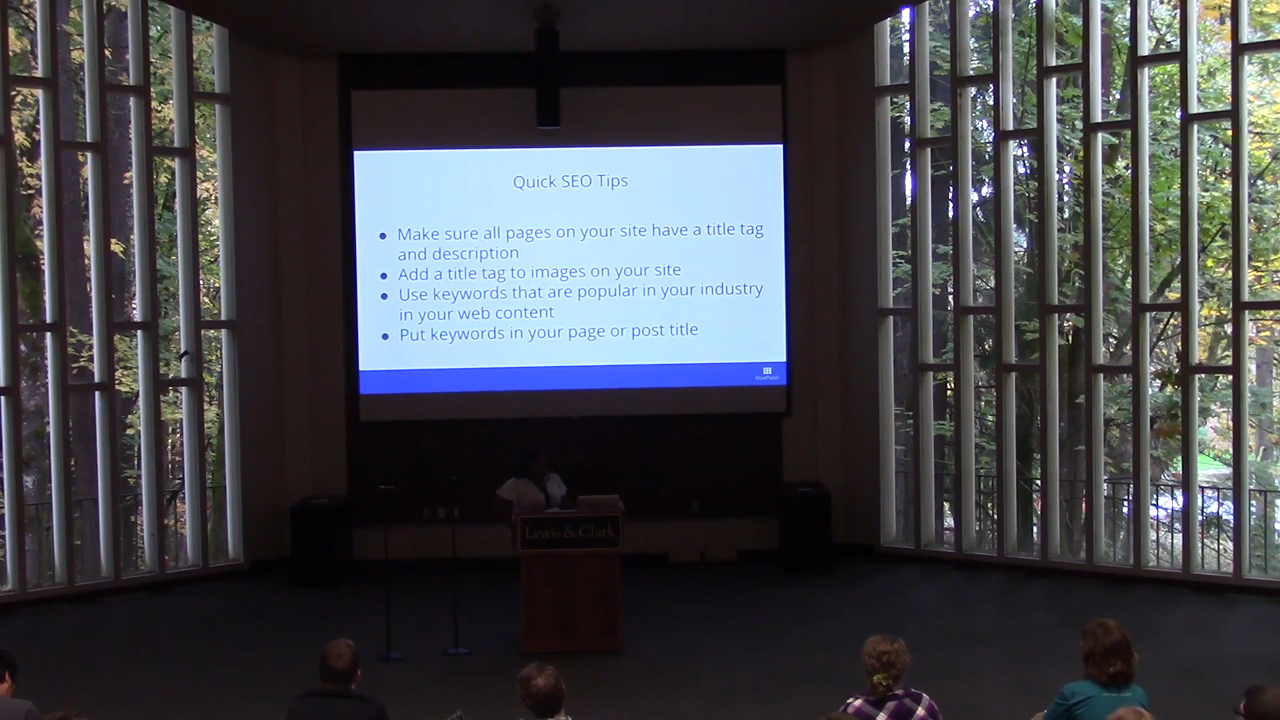 Quick SEO Tips
● Make sure all pages on your site have a title tag
and description
● Add a title tag to images on your site
● Use keywords that are popular in your industry
in your web content
● Put keywords in your page or post title
bluehost
Lewis & Clark